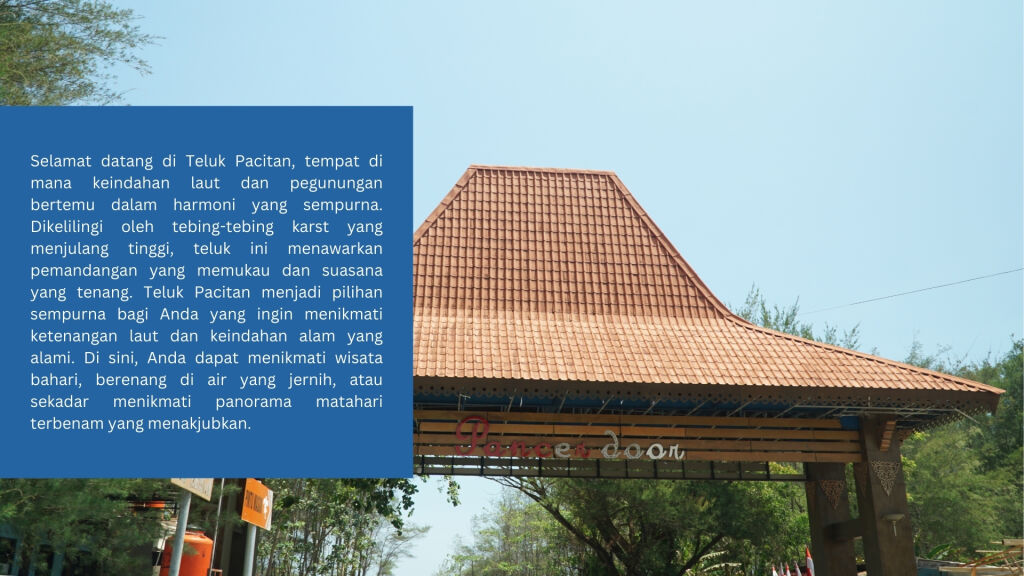 Selamat datang di Teluk Pacitan, tempat di
mana keindahan laut dan pegunungan
bertemu dalam harmoni yang sempurna.
Dikelilingi oleh tebing-tebing karst yang
menjulang tinggi, teluk ini menawarkan
pemandangan yang memukau dan suasana
yang tenang. Teluk Pacitan menjadi pilihan
sempurna bagi Anda yang ingin menikmati
ketenangan laut dan keindahan alam yang
alami. Di sini, Anda dapat menikmati wisata
bahari, berenang di air yang jernih, atau
sekadar menikmati panorama matahari
terbenam yang menakjubkan.
Pancer door